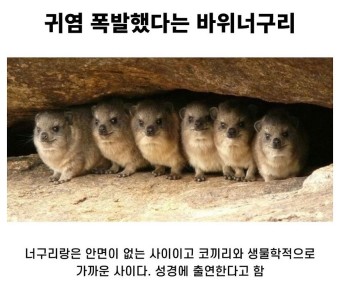 귀염 폭발했다는 바위너구리
너구리랑은 안면이 없는 사이이고 코끼리와 생물학적으로
가까운 사이다. 성경에 출연한다고 함